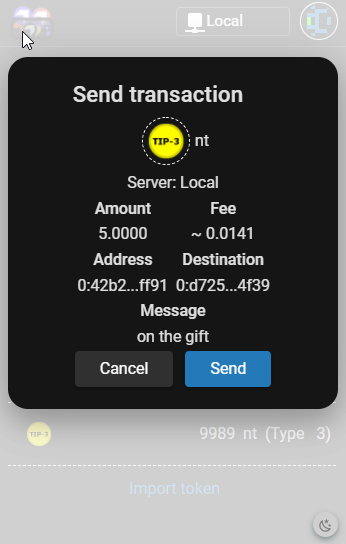 Local
Send transaction
TIP-3 nt
Server: Local
Amount Fee
5.0000 ~ 0.0141
Address Destination
0:42b2...ff91 0:d725...4f39
Message
on the gift
Cancel Send
TIP-3 9989 nt (Type 3)
Import token